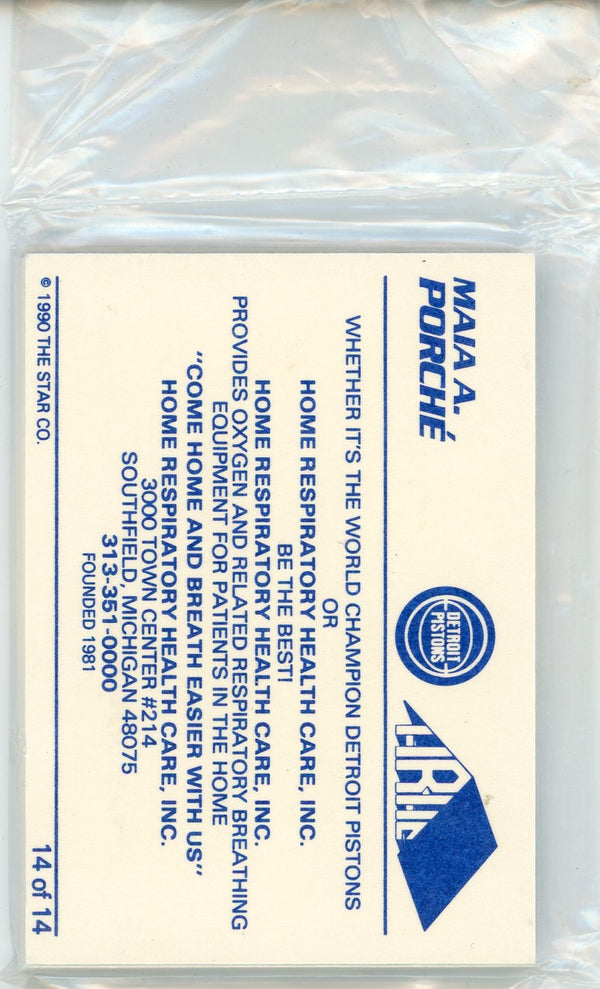 MAIA A.
PORCHÉ
DETROIT
PISTONS
HRHC
WHETHER IT'S THE WORLD CHAMPION DETROIT PISTONS
OR
HOME RESPIRATORY HEALTH CARE, INC.
BE THE BEST!
HOME RESPIRATORY HEALTH CARE, INC.
PROVIDES OXYGEN AND RELATED RESPIRATORY BREATHING
EQUIPMENT FOR PATIENTS IN THE HOME
"COME HOME AND BREATH EASIER WITH US"
HOME RESPIRATORY HEALTH CARE, INC.
3000 TOWN CENTER #214
SOUTHFIELD, MICHIGAN 48075
313-351-0000
FOUNDED 1981
© 1990 THE STAR CO.
14 of 14